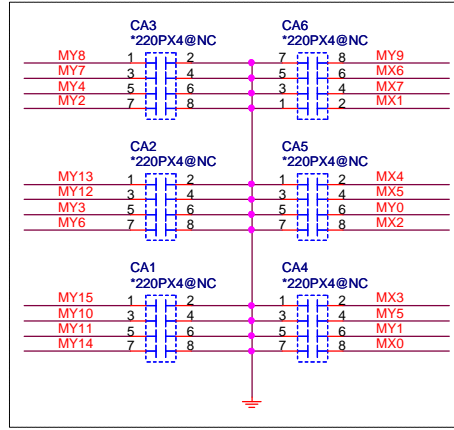 CA3 CA6
*220PX4@NC *220PX4@NC
MY8 1 2 7 8 MY9
MY7 3 4 5 6 MX6
MY4 5 6 3 4 MX7
MY2 7 8 1 2 MX1
CA2 CA5
*220PX4@NC *220PX4@NC
MY13 1 2 1 2 MX4
MY12 3 4 3 4 MX5
MY3 5 6 5 6 MY0
MY6 7 8 7 8 MX2
CA1 CA4
*220PX4@NC *220PX4@NC
MY15 1 2 1 2 MX3
MY10 3 4 3 4 MY5
MY11 5 6 5 6 MY1
MY14 7 8 7 8 MX0